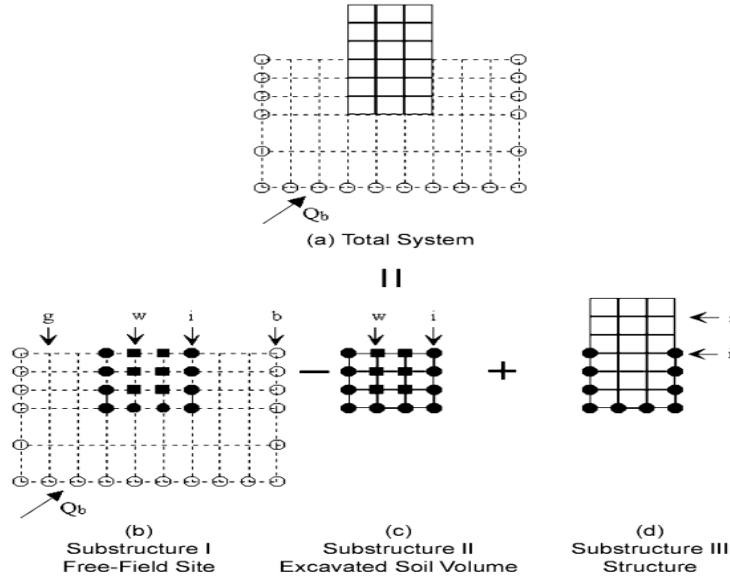 Qb
(a) Total System
=
g w i b w i
− +
Qb
(b) (c) (d)
Substructure I Substructure II Substructure III
Free-Field Site Excavated Soil Volume Structure